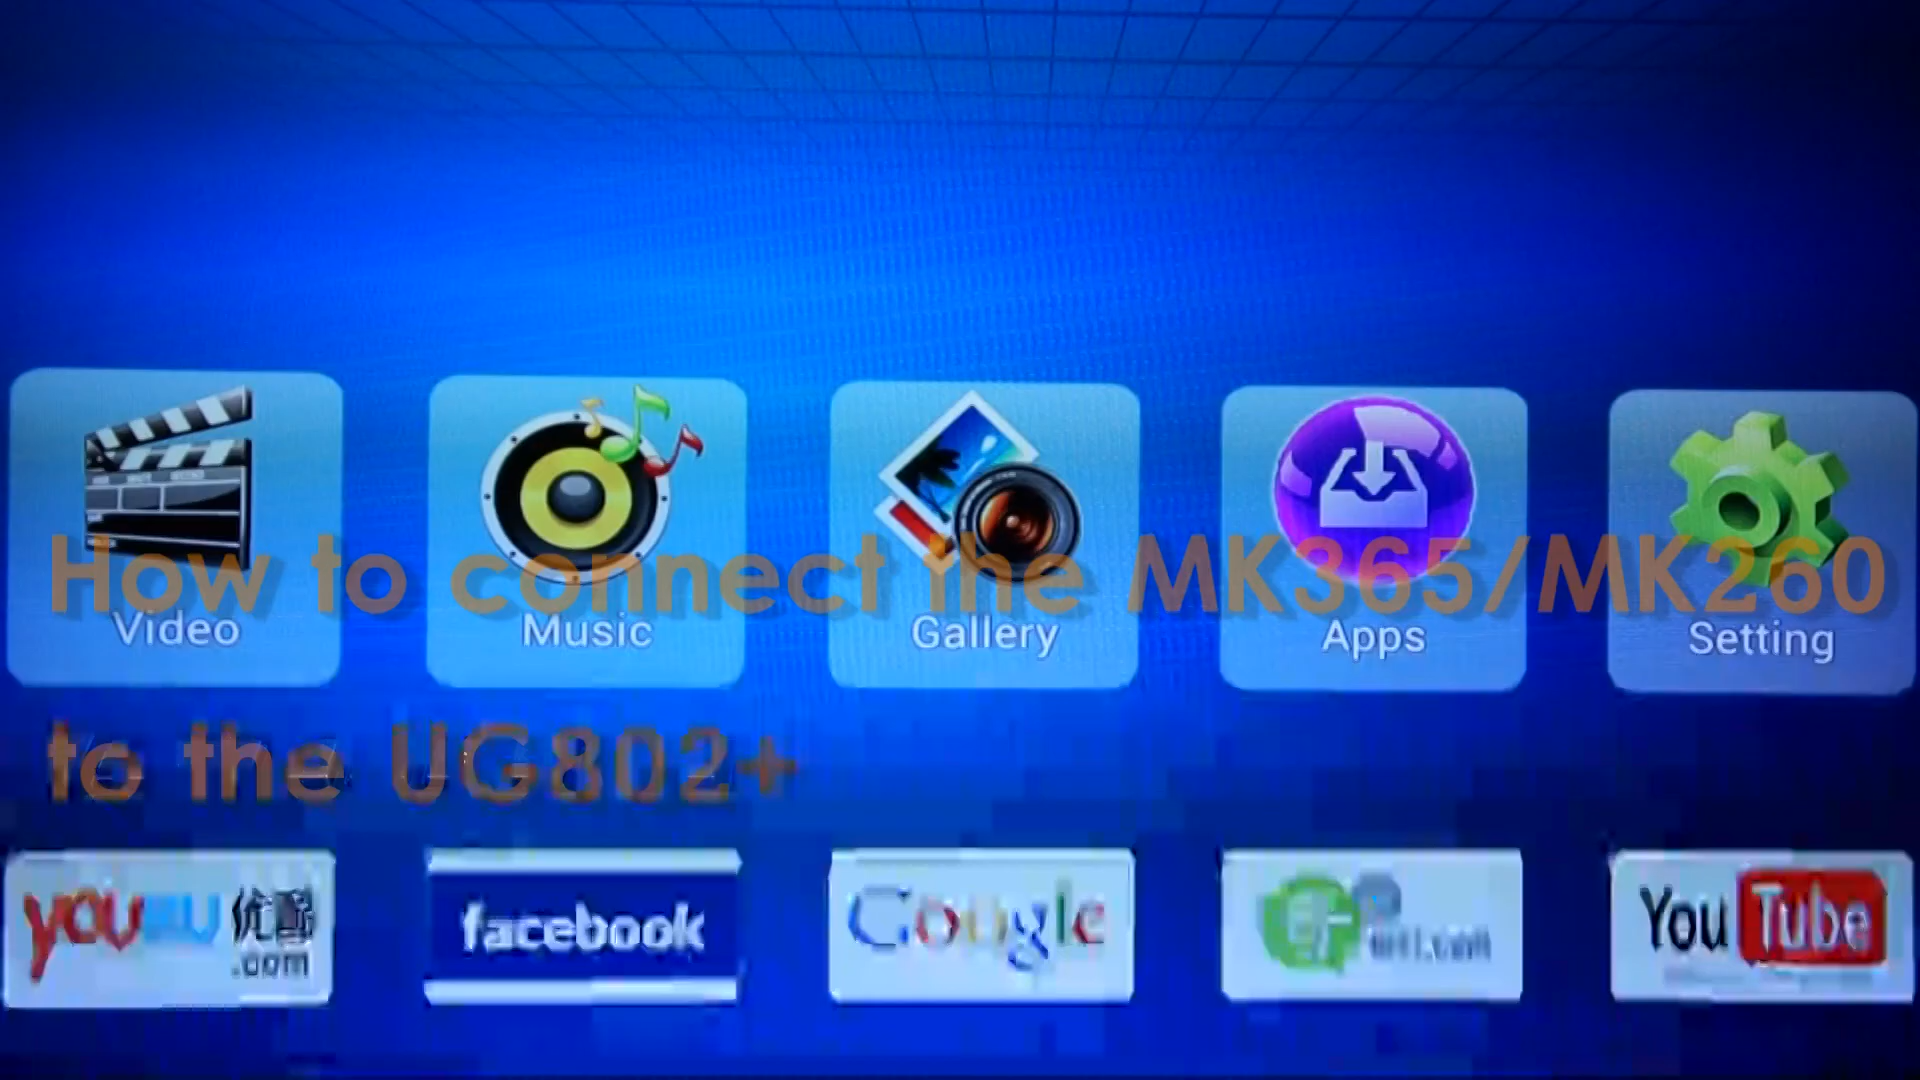 How to connect the MK365/MK260
Video
Music
Gallery
Apps
Setting
to the UG802+
youku 优酷
.com
facebook
Google
YouTube